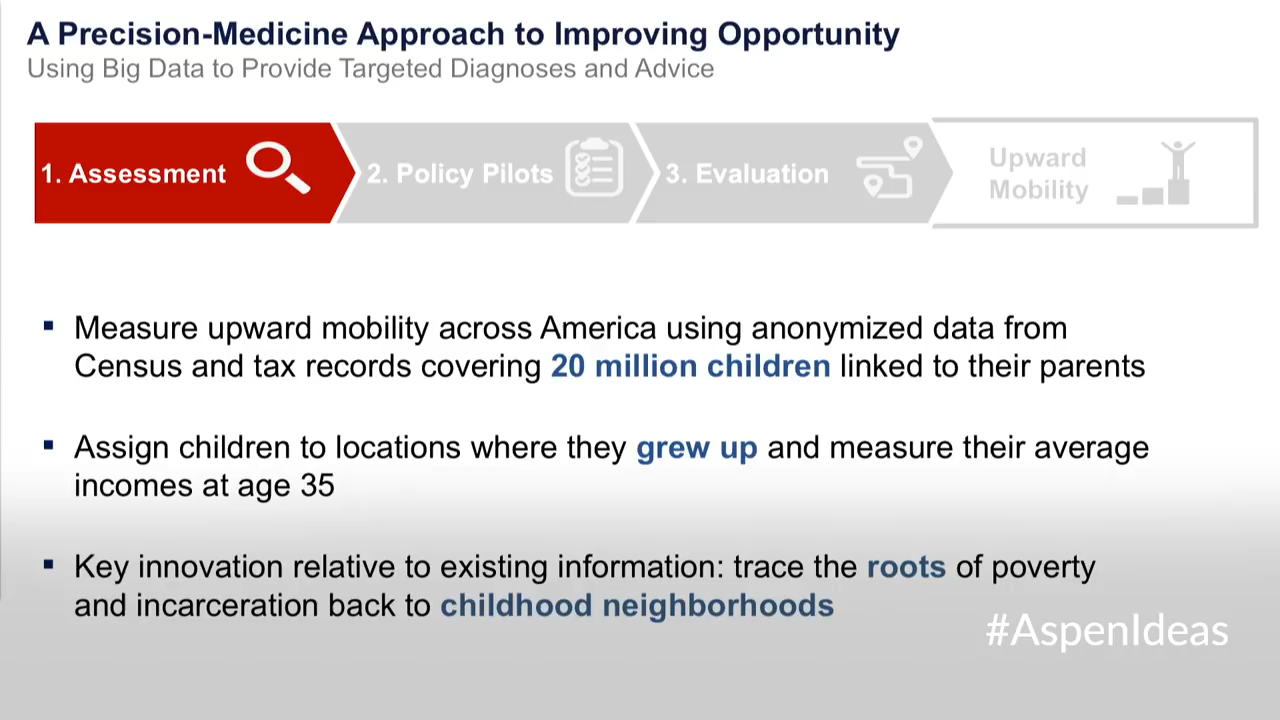 A Precision-Medicine Approach to Improving Opportunity
Using Big Data to Provide Targeted Diagnoses and Advice
1. Assessment
2. Policy Pilots
3. Evaluation
Upward
Mobility
▪ Measure upward mobility across America using anonymized data from
Census and tax records covering 20 million children linked to their parents
▪ Assign children to locations where they grew up and measure their average
incomes at age 35
▪ Key innovation relative to existing information: trace the roots of poverty
and incarceration back to childhood neighborhoods
#AspenIdeas